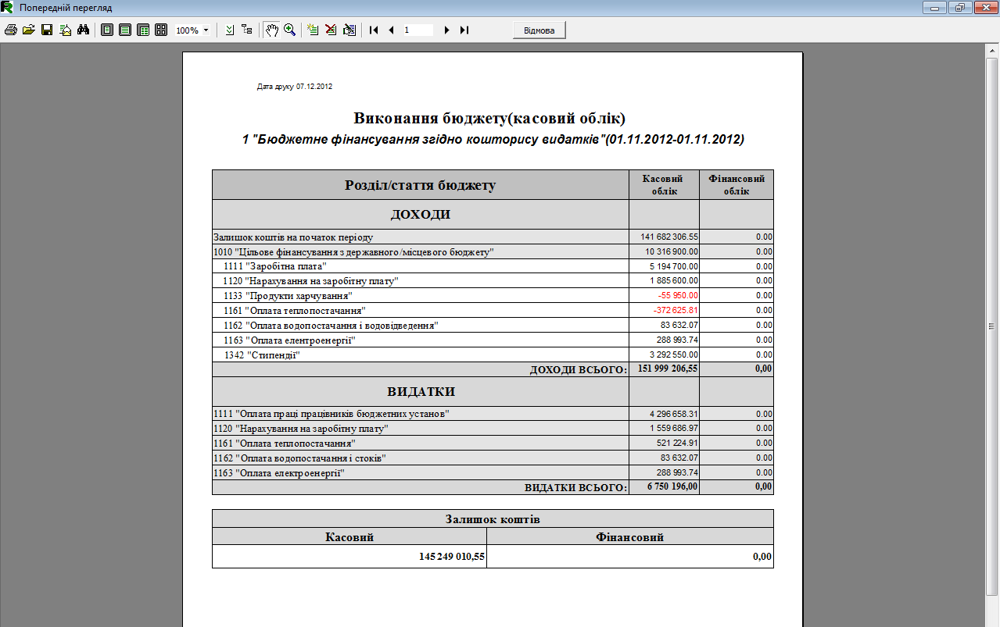 Попередній перегляд
100%
1
Відмова
Дата друку 07.12.2012
Виконання бюджету(касовий облік)
1 "Бюджетне фінансування згідно кошторису видатків"(01.11.2012-01.11.2012)
Розділ/стаття бюджету Касовий облік Фінансовий облік
ДОХОДИ
Залишок коштів на початок періоду 141 682 306.55 0.00
1010 "Цільове фінансування з державного/місцевого бюджету" 10 316 900.00 0.00
1111 "Заробітна плата" 5 194 700.00 0.00
1120 "Нарахування на заробітну плату" 1 885 600.00 0.00
1133 "Продукти харчування" -55 950.00 0.00
1161 "Оплата теплопостачання" -372 625.81 0.00
1162 "Оплата водопостачання і водовідведення" 83 632.07 0.00
1163 "Оплата елентроенергії" 288 993.74 0.00
1342 "Стипендії" 3 292 550.00 0.00
ДОХОДИ ВСЬОГО: 151 999 206,55 0,00
ВИДАТКИ
1111 "Оплата праці працівників бюджетних установ" 4 296 658.31 0.00
1120 "Нарахування на заробітну плату" 1 559 686.97 0.00
1161 "Оплата теплопостачання" 521 224.91 0.00
1162 "Оплата водопостачання і стоків" 83 632.07 0.00
1163 "Оплата електроенергії" 288 993.74 0.00
ВИДАТКИ ВСЬОГО: 6 750 196,00 0,00
Залишок коштів
Касовий Фінансовий
145 249 010,55 0,00